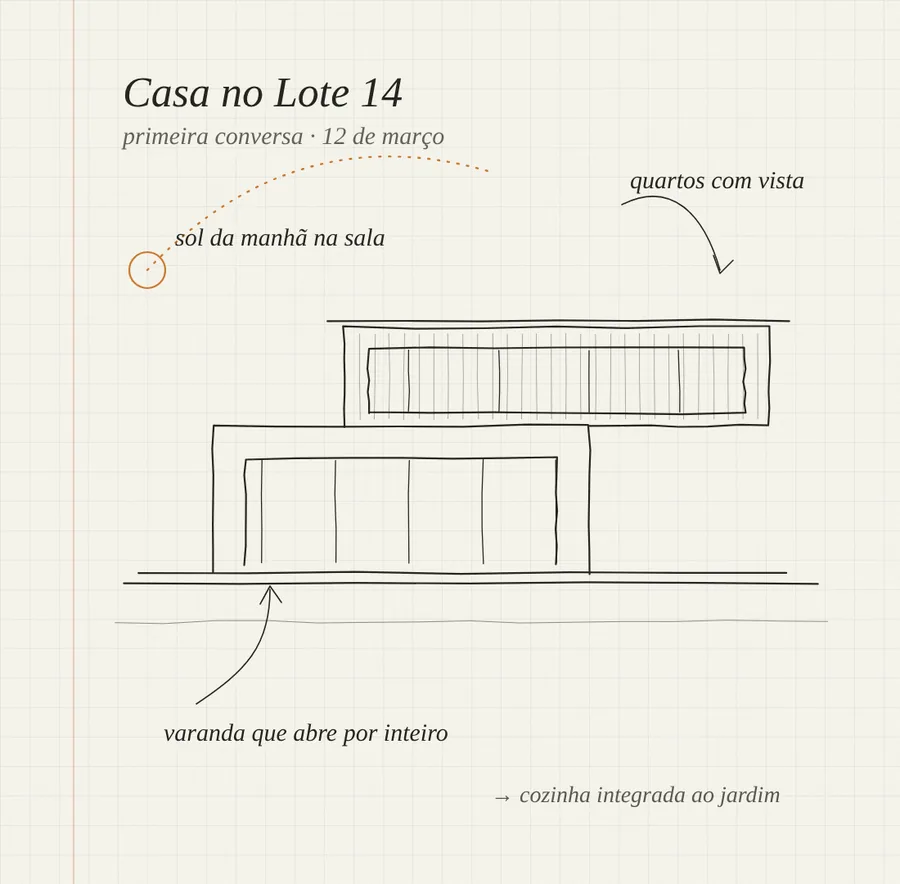 Casa no Lote 14
primeira conversa · 12 de março
quartos com vista
sol da manhã na sala
varanda que abre por inteiro
→ cozinha integrada ao jardim